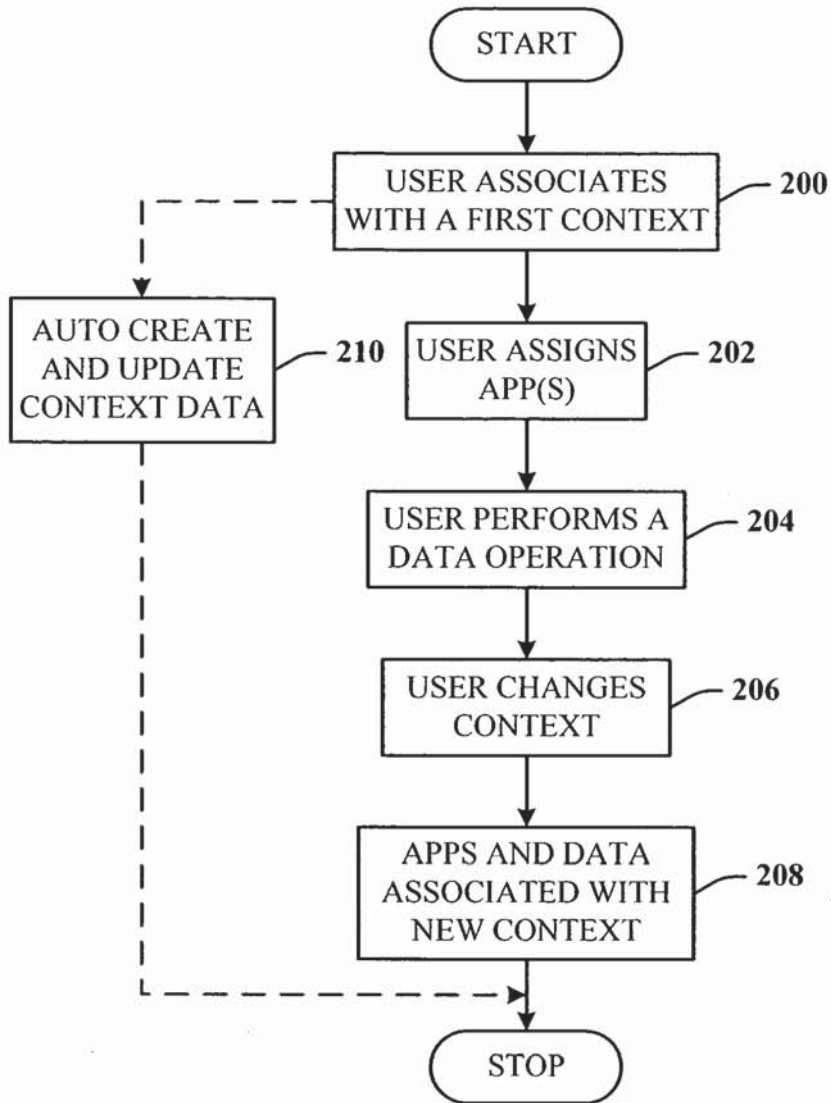 START
USER ASSOCIATES
WITH A FIRST CONTEXT
200
AUTO CREATE
AND UPDATE
CONTEXT DATA
210
USER ASSIGNS
APP(S)
202
USER PERFORMS A
DATA OPERATION
204
USER CHANGES
CONTEXT
206
APPS AND DATA
ASSOCIATED WITH
NEW CONTEXT
208
STOP